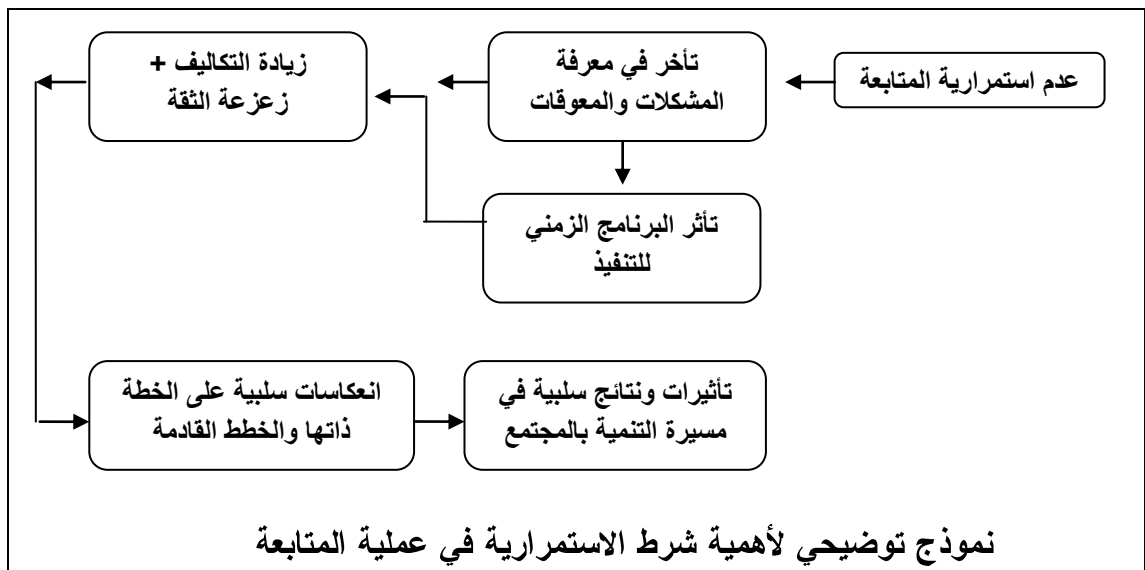 عدم استمرارية المتابعة
تأخر في معرفة
المشكلات والمعوقات
زيادة التكاليف +
زعزعة الثقة
تأثر البرنامج الزمني
للتنفيذ
انعكاسات سلبية على الخطة
ذاتها والخطط القادمة
تأثيرات ونتائج سلبية في
مسيرة التنمية بالمجتمع
نموذج توضيحي لأهمية شرط الاستمرارية في عملية المتابعة